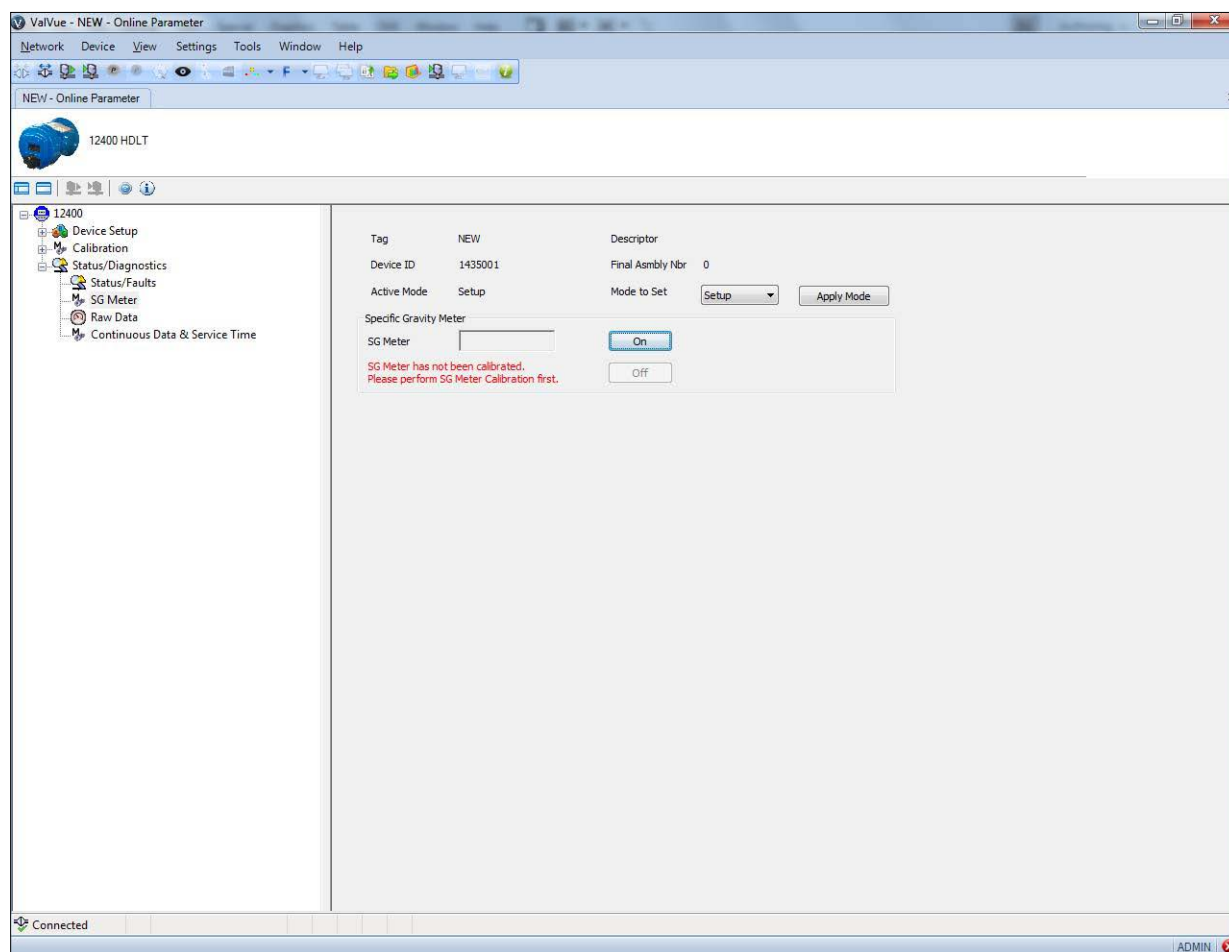 ValVue - NEW - Online Parameter
Network Device View Settings Tools Window Help
F
NEW - Online Parameter
12400 HDLT
12400
Device Setup
Calibration
Status/Diagnostics
Status/Faults
SG Meter
Raw Data
Continuous Data & Service Time
Tag NEW Descriptor
Device ID 1435001 Final Asmbly Nbr 0
Active Mode Setup Mode to Set Setup Apply Mode
Specific Gravity Meter
SG Meter On
SG Meter has not been calibrated.
Please perform SG Meter Calibration first.
Off
Connected
ADMIN